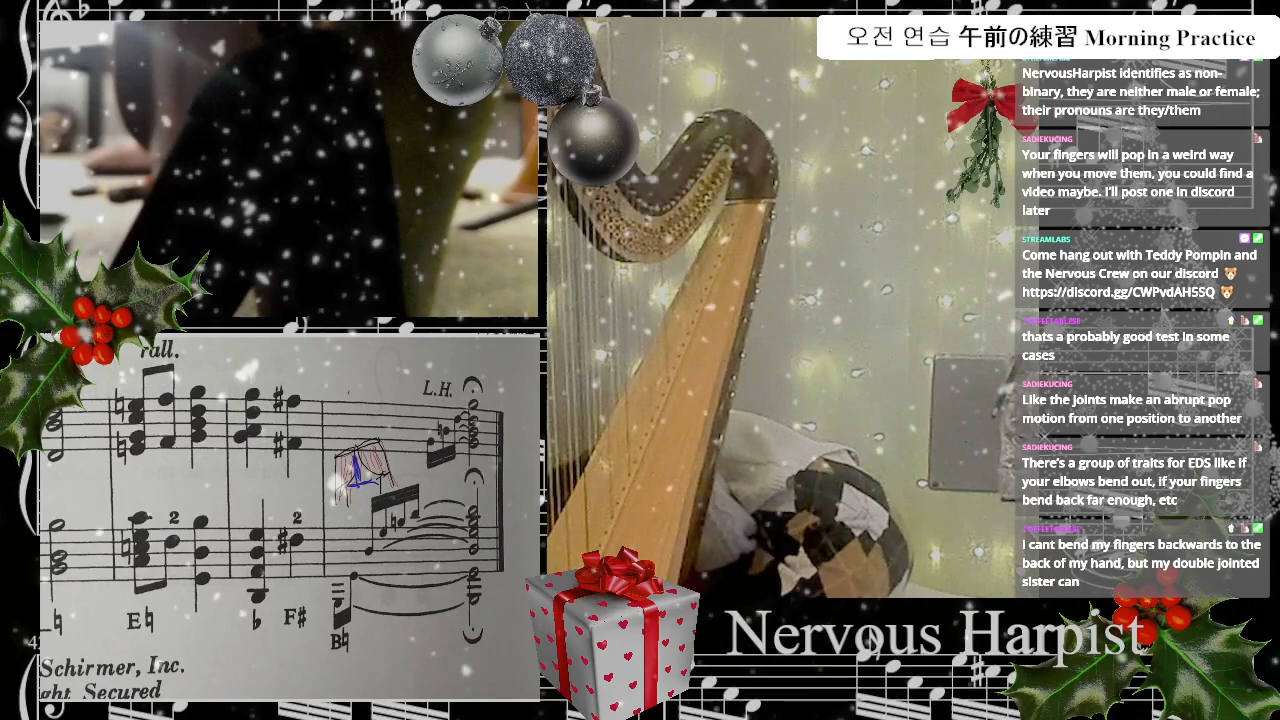 오전 연습 午前の練習 Morning Practice
NervousHarpist identifies as non-
binary, they are neither male or female;
their pronouns are they/them
SADIEKUCING
Your fingers will pop in a weird way
when you move them, you could find a
video maybe. I'll post one in discord
later
STREAMLABS
Come hang out with Teddy Pompin and
the Nervous Crew on our discord 🐻
https://discord.gg/CWPvdAH5SQ 🐻
thats a probably good test in some
cases
SADIEKUCING
Like the joints make an abrupt pop
motion from one position to another
SADIEKUCING
There's a group of traits for EDS like if
your elbows bend out, if your fingers
bend back far enough, etc
I cant bend my fingers backwards to the
back of my hand, but my double jointed
sister can
rall.
L.H.
2 2
E♮ ♭ F♯
B♮
Schirmer, Inc.
ght Secured
Nervous Harpist